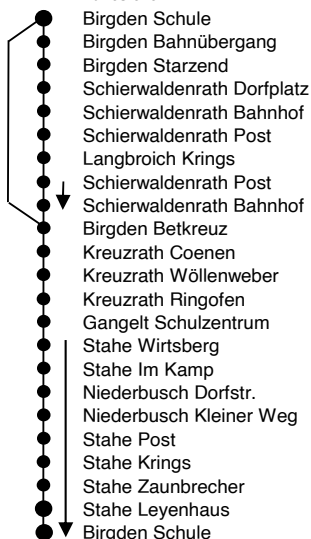 Birgden Schule
Birgden Bahnübergang
Birgden Starzend
Schierwaldenrath Dorfplatz
Schierwaldenrath Bahnhof
Schierwaldenrath Post
Langbroich Krings
Schierwaldenrath Post
Schierwaldenrath Bahnhof
Birgden Betkreuz
Kreuzrath Coenen
Kreuzrath Wöllenweber
Kreuzrath Ringofen
Gangelt Schulzentrum
Stahe Wirtsberg
Stahe Im Kamp
Niederbusch Dorfstr.
Niederbusch Kleiner Weg
Stahe Post
Stahe Krings
Stahe Zaunbrecher
Stahe Leyenhaus
Birgden Schule